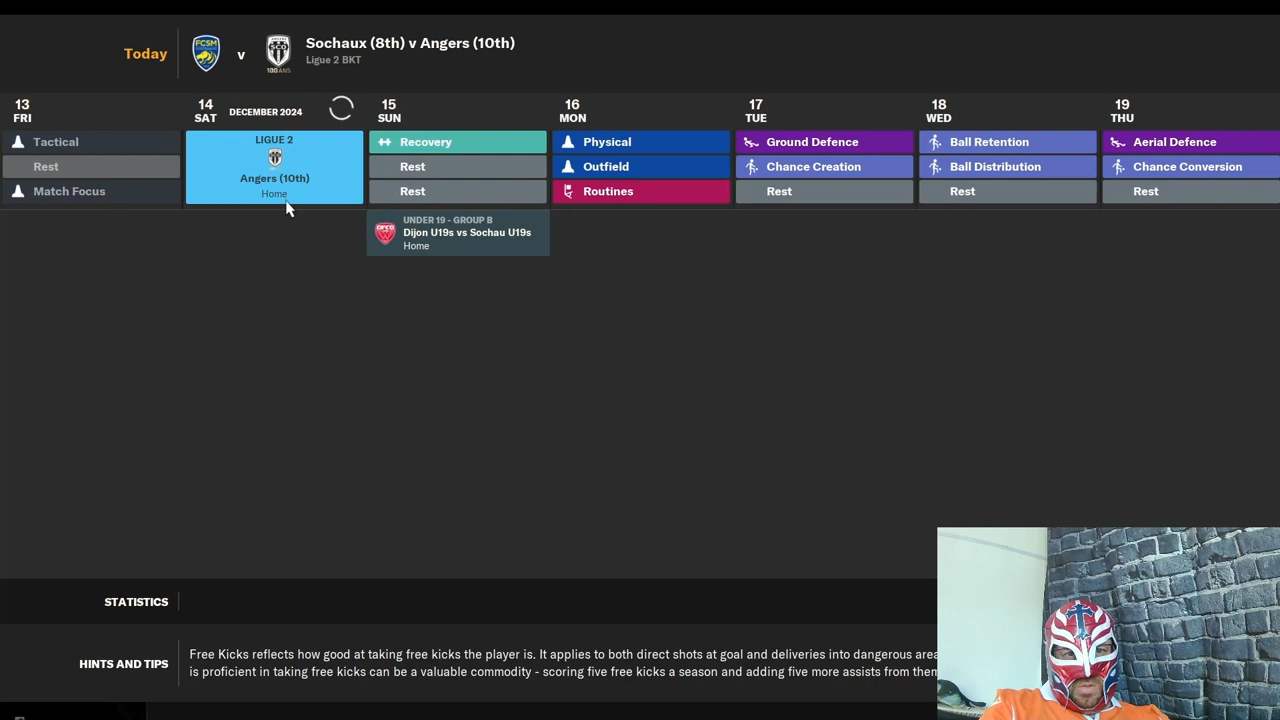 Today
FCSM
v
SCO
100 ANS
Sochaux (8th) v Angers (10th)
Ligue 2 BKT
13
FRI
14
SAT
DECEMBER 2024
15
SUN
16
MON
17
TUE
18
WED
19
THU
Tactical
Rest
Match Focus
LIGUE 2
Angers (10th)
Home
Recovery
Rest
Rest
Physical
Outfield
Routines
Ground Defence
Chance Creation
Rest
Ball Retention
Ball Distribution
Rest
Aerial Defence
Chance Conversion
Rest
UNDER 19 - GROUP B
Dijon U19s vs Sochau U19s
Home
STATISTICS
HINTS AND TIPS
Free Kicks reflects how good at taking free kicks the player is. It applies to both direct shots at goal and deliveries into dangerous area
is proficient in taking free kicks can be a valuable commodity - scoring five free kicks a season and adding five more assists from them